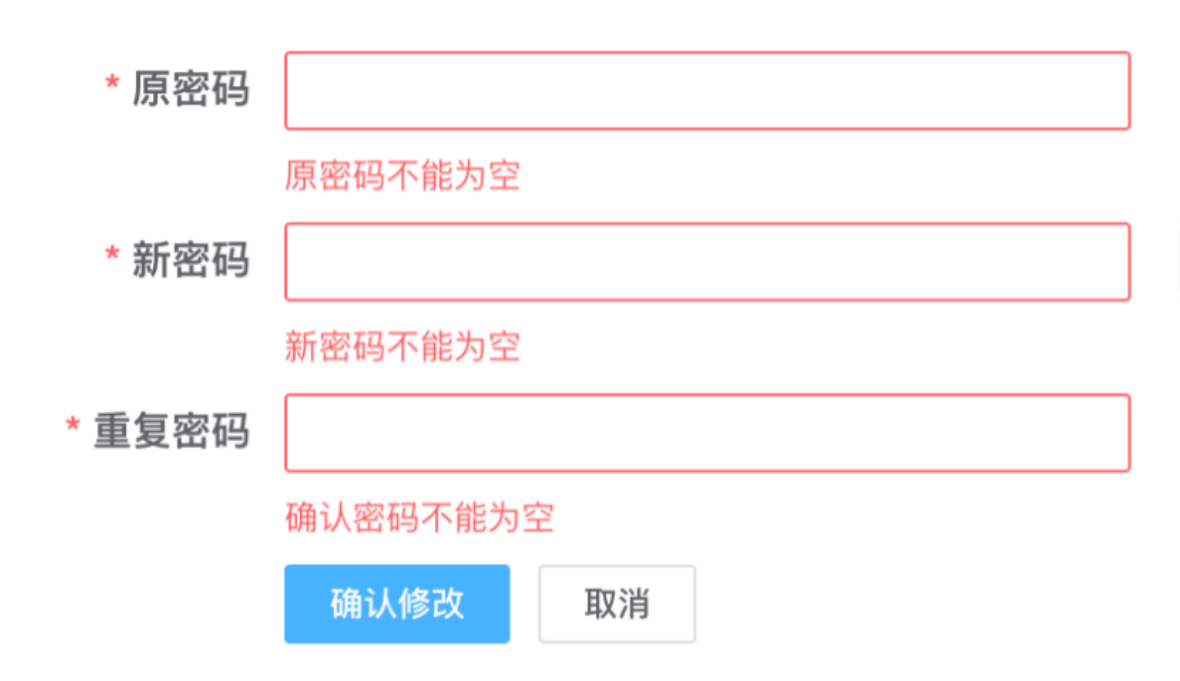 * 原密码
原密码不能为空
* 新密码
新密码不能为空
* 重复密码
确认密码不能为空
确认修改 取消